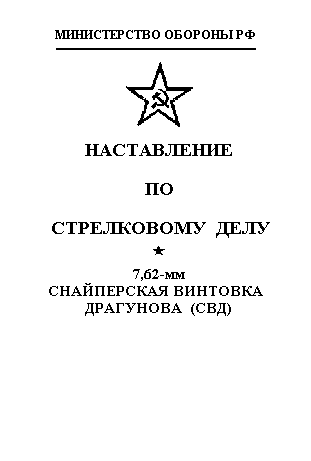 МИНИСТЕРСТВО ОБОРОНЫ РФ
НАСТАВЛЕНИЕ
ПО
СТРЕЛКОВОМУ ДЕЛУ
7,62-мм
СНАЙПЕРСКАЯ ВИНТОВКА
ДРАГУНОВА (СВД)